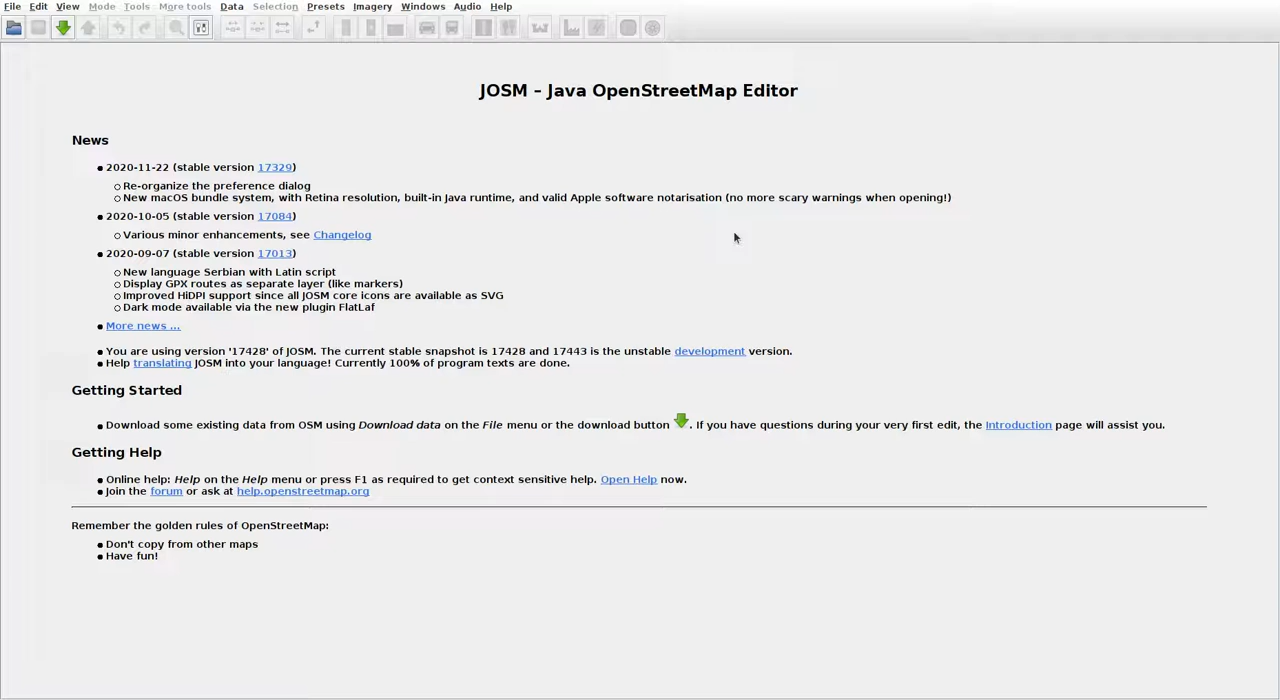 File Edit View Mode Tools More tools Data Selection Presets Imagery Windows Audio Help
JOSM – Java OpenStreetMap Editor
News
2020-11-22 (stable version 17329)
Re-organize the preference dialog
New macOS bundle system, with Retina resolution, built-in Java runtime, and valid Apple software notarisation (no more scary warnings when opening!)
2020-10-05 (stable version 17084)
Various minor enhancements, see Changelog
2020-09-07 (stable version 17013)
New language Serbian with Latin script
Display GPX routes as separate layer (like markers)
Improved HiDPI support since all JOSM core icons are available as SVG
Dark mode available via the new plugin FlatLaf
More news ...
You are using version '17428' of JOSM. The current stable snapshot is 17428 and 17443 is the unstable development version.
Help translating JOSM into your language! Currently 100% of program texts are done.
Getting Started
Download some existing data from OSM using Download data on the File menu or the download button . If you have questions during your very first edit, the Introduction page will assist you.
Getting Help
Online help: Help on the Help menu or press F1 as required to get context sensitive help. Open Help now.
Join the forum or ask at help.openstreetmap.org
Remember the golden rules of OpenStreetMap:
Don't copy from other maps
Have fun!